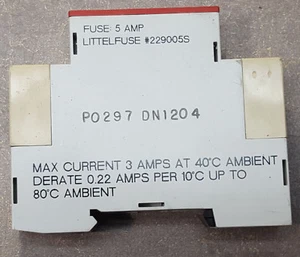 FUSE: 5 AMP
LITTELFUSE #229005S
PO297 DN1204
MAX CURRENT 3 AMPS AT 40°C AMBIENT
DERATE 0.22 AMPS PER 10°C UP TO
80°C AMBIENT